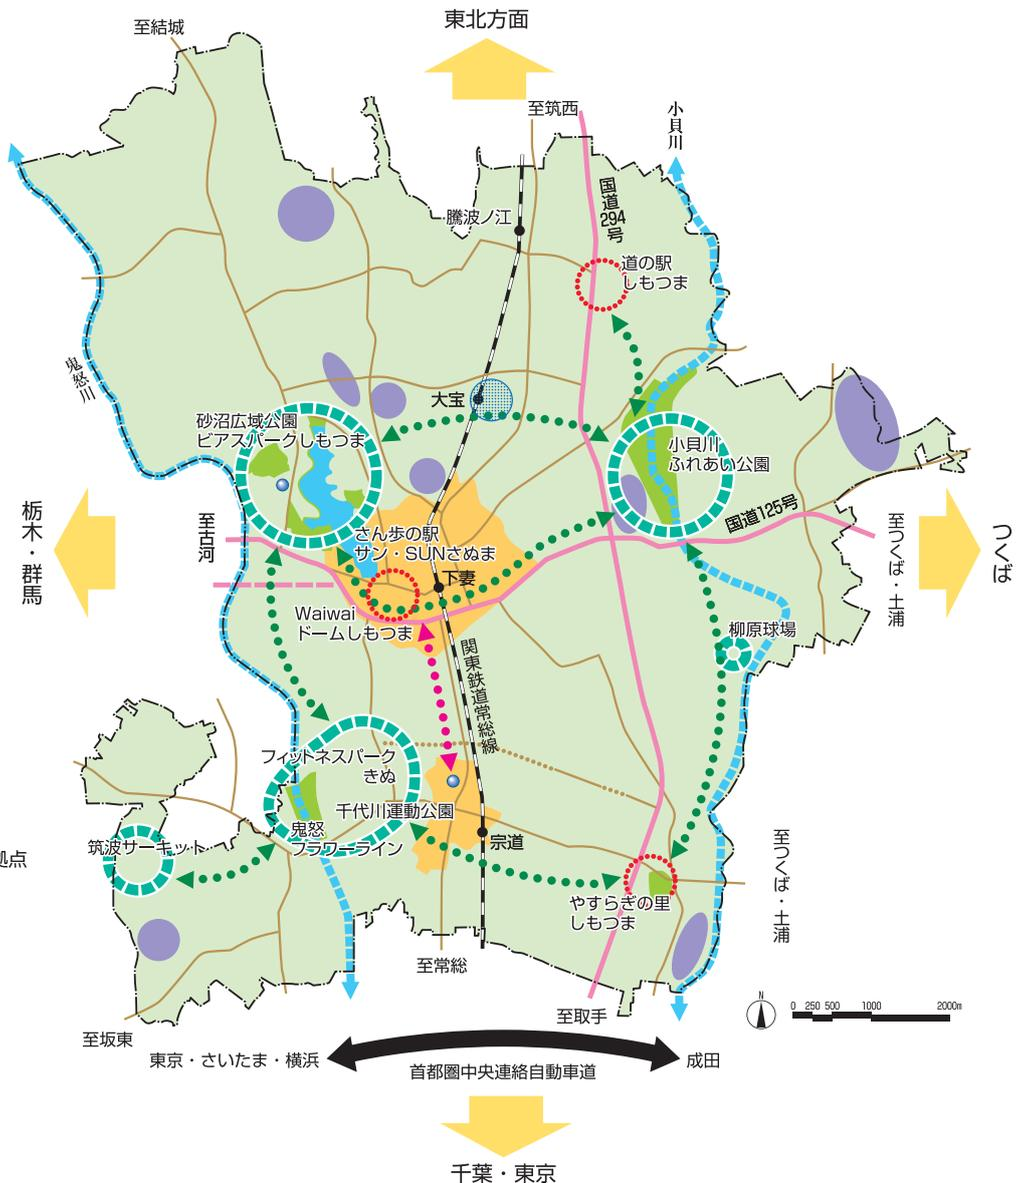 東北方面
至結城
至筑西
小貝川
国道294号
騰波ノ江
道の駅
しもつま
鬼怒川
大宝
砂沼広域公園
ビアスパークしもつま
小貝川
ふれあい公園
国道125号
栃木・群馬
至古河
さん歩の駅
サン・SUNさぬま
至つくば・土浦
つくば
下妻
Waiwai
ドームしもつま
柳原球場
関東鉄道常総線
フィットネスパーク
きぬ
千代川運動公園
鬼怒
フラワーライン
宗道
筑波サーキット
拠点
至つくば・土浦
やすらぎの里
しもつま
至常総
至取手
N
0 250 500 1000 2000m
至坂東
東京・さいたま・横浜
成田
首都圏中央連絡自動車道
千葉・東京